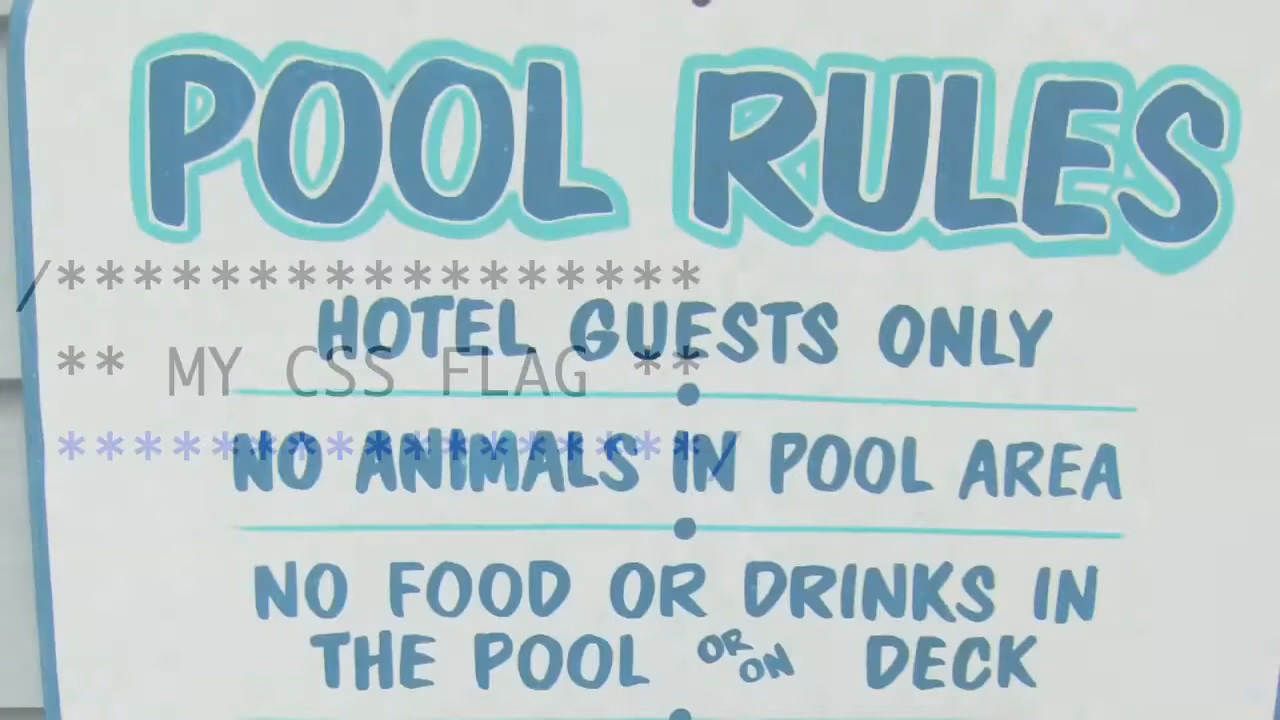 POOL RULES
/*****************
HOTEL GUESTS ONLY
** MY CSS FLAG **
*****************/
NO ANIMALS IN POOL AREA
NO FOOD OR DRINKS IN
THE POOL OR ON DECK